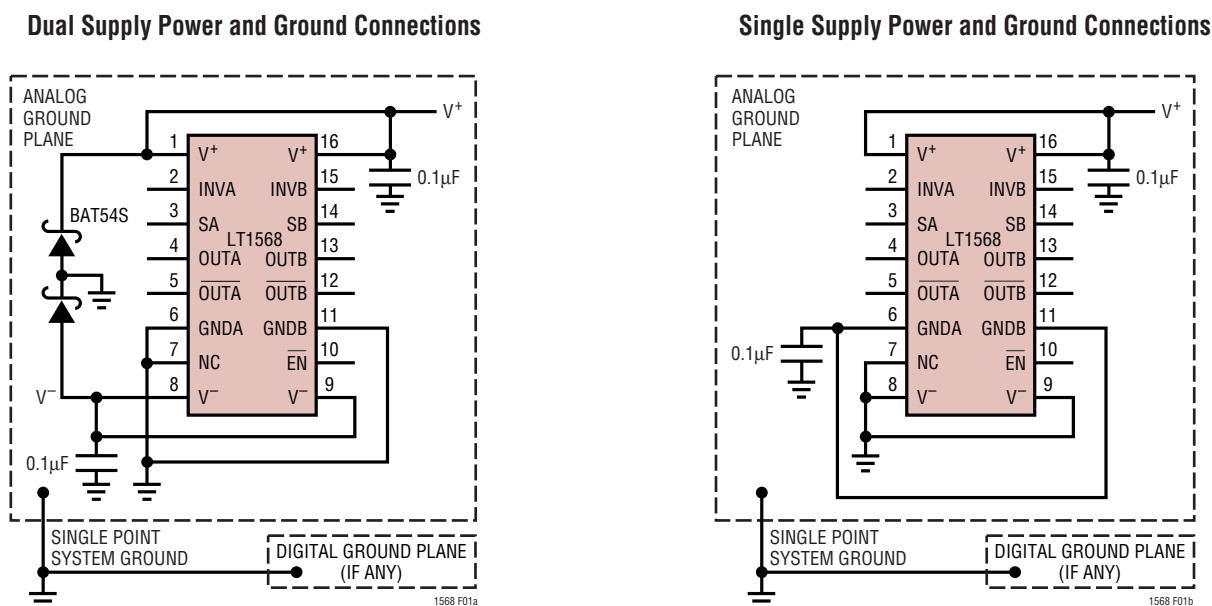 Dual Supply Power and Ground Connections
ANALOG
GROUND
PLANE
V+
1
V+
V+
16
0.1µF
2
INVA
INVB
15
BAT54S
3
SA
SB
14
LT1568
4
OUTA
OUTB
13
5
OUTA
OUTB
12
6
GNDA
GNDB
11
7
NC
EN
10
V–
8
V–
V–
9
0.1µF
SINGLE POINT
SYSTEM GROUND
DIGITAL GROUND PLANE
(IF ANY)
1568 F01a
Single Supply Power and Ground Connections
ANALOG
GROUND
PLANE
V+
1
V+
V+
16
0.1µF
2
INVA
INVB
15
3
SA
SB
14
LT1568
4
OUTA
OUTB
13
5
OUTA
OUTB
12
6
GNDA
GNDB
11
0.1µF
7
NC
EN
10
8
V–
V–
9
SINGLE POINT
SYSTEM GROUND
DIGITAL GROUND PLANE
(IF ANY)
1568 F01b